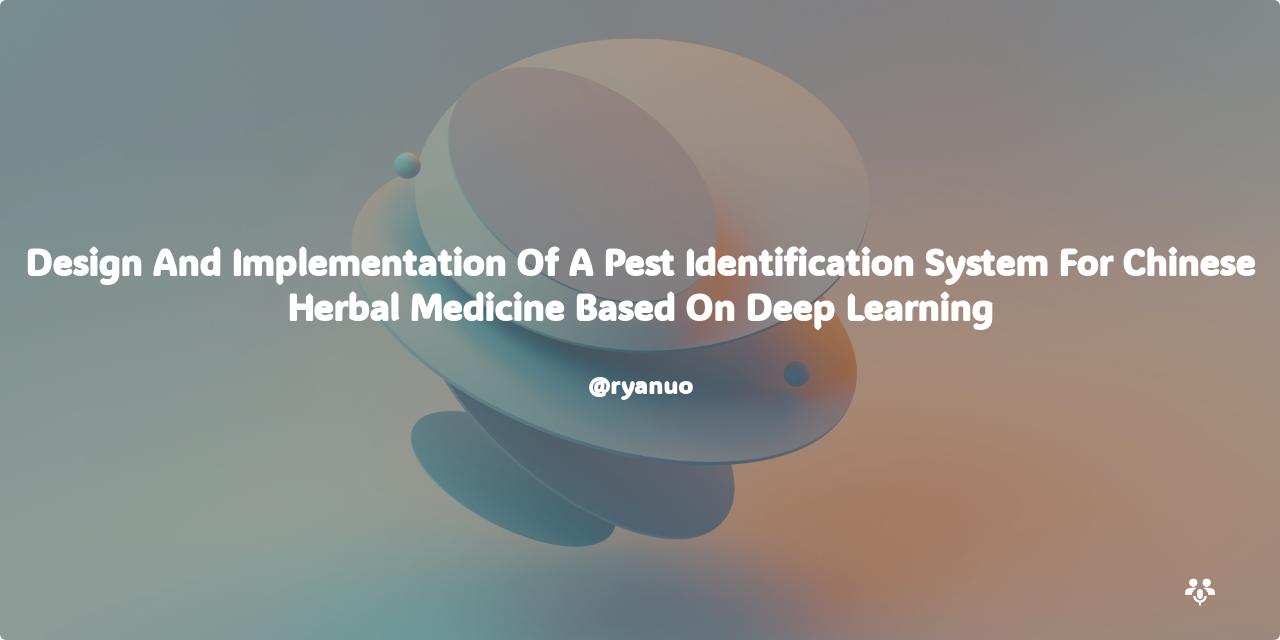 Design And Implementation Of A Pest Identification System For Chinese
Herbal Medicine Based On Deep Learning
@ryanuo